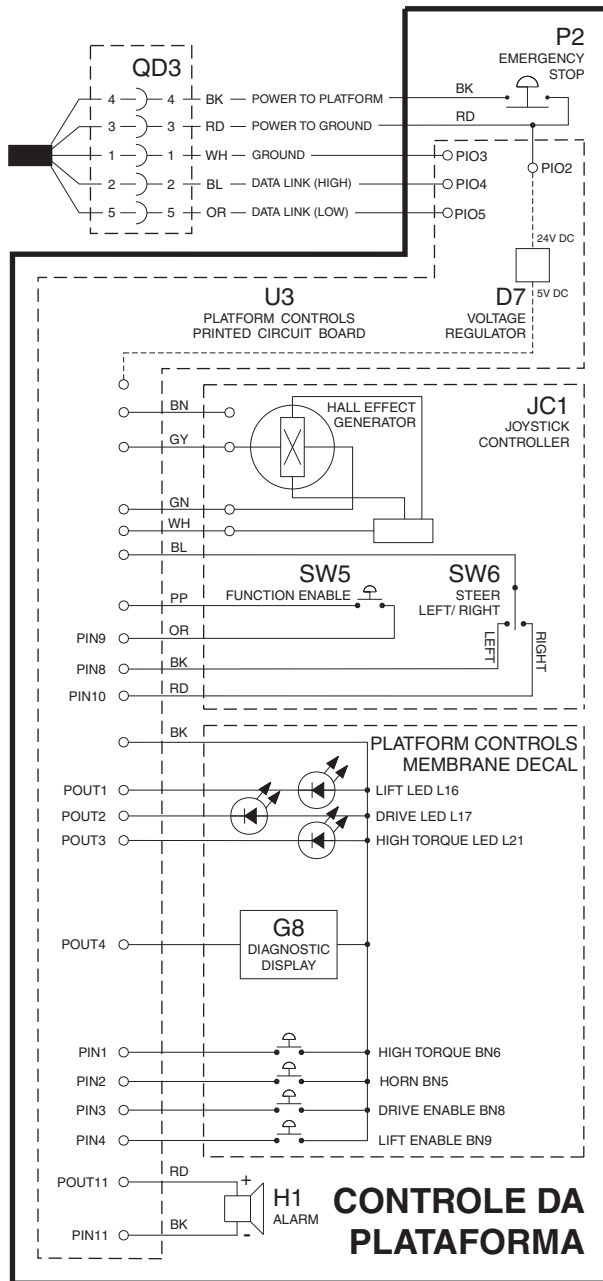 P2
EMERGENCY
STOP
QD3
4 4 BK POWER TO PLATFORM BK
3 3 RD POWER TO GROUND RD
1 1 WH GROUND PIO3
2 2 BL DATA LINK (HIGH) PIO4
5 5 OR DATA LINK (LOW) PIO5
PIO2
24V DC
5V DC
U3
PLATFORM CONTROLS
PRINTED CIRCUIT BOARD
D7
VOLTAGE
REGULATOR
JC1
JOYSTICK
CONTROLLER
HALL EFFECT
GENERATOR
BN
GY
GN
WH
BL
SW5
FUNCTION ENABLE
SW6
STEER
LEFT/ RIGHT
PP
PIN9 OR
PIN8 BK
PIN10 RD
LEFT
RIGHT
BK
PLATFORM CONTROLS
MEMBRANE DECAL
POUT1 LIFT LED L16
POUT2 DRIVE LED L17
POUT3 HIGH TORQUE LED L21
POUT4
G8
DIAGNOSTIC
DISPLAY
PIN1 HIGH TORQUE BN6
PIN2 HORN BN5
PIN3 DRIVE ENABLE BN8
PIN4 LIFT ENABLE BN9
POUT11 RD +
H1
ALARM
PIN11 BK -
CONTROLE DA
PLATAFORMA